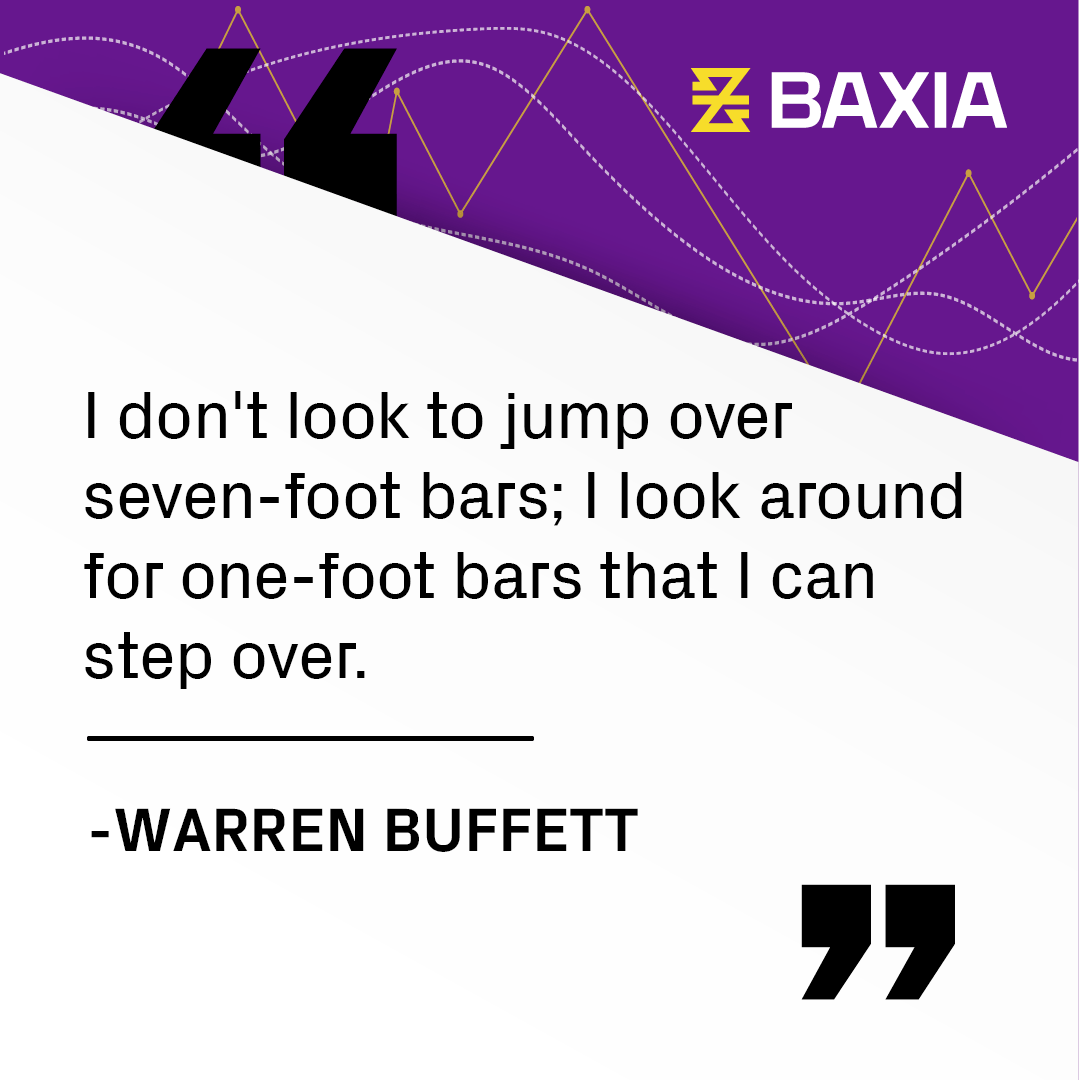 BAXIA
I don't look to jump over
seven-foot bars; I look around
for one-foot bars that I can
step over.
-WARREN BUFFETT